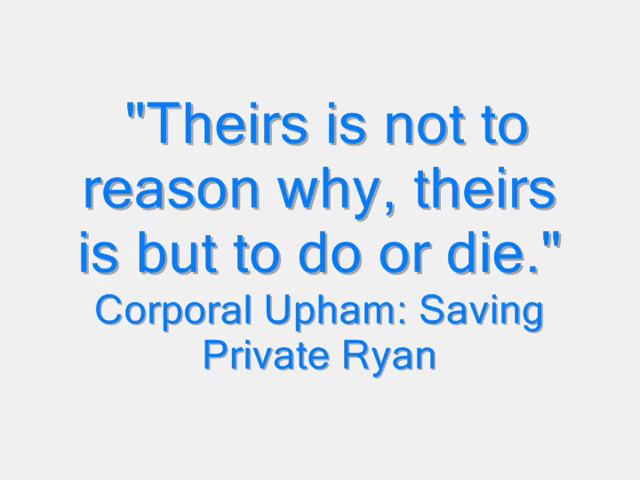 "Theirs is not to
reason why, theirs
is but to do or die."
Corporal Upham: Saving
Private Ryan